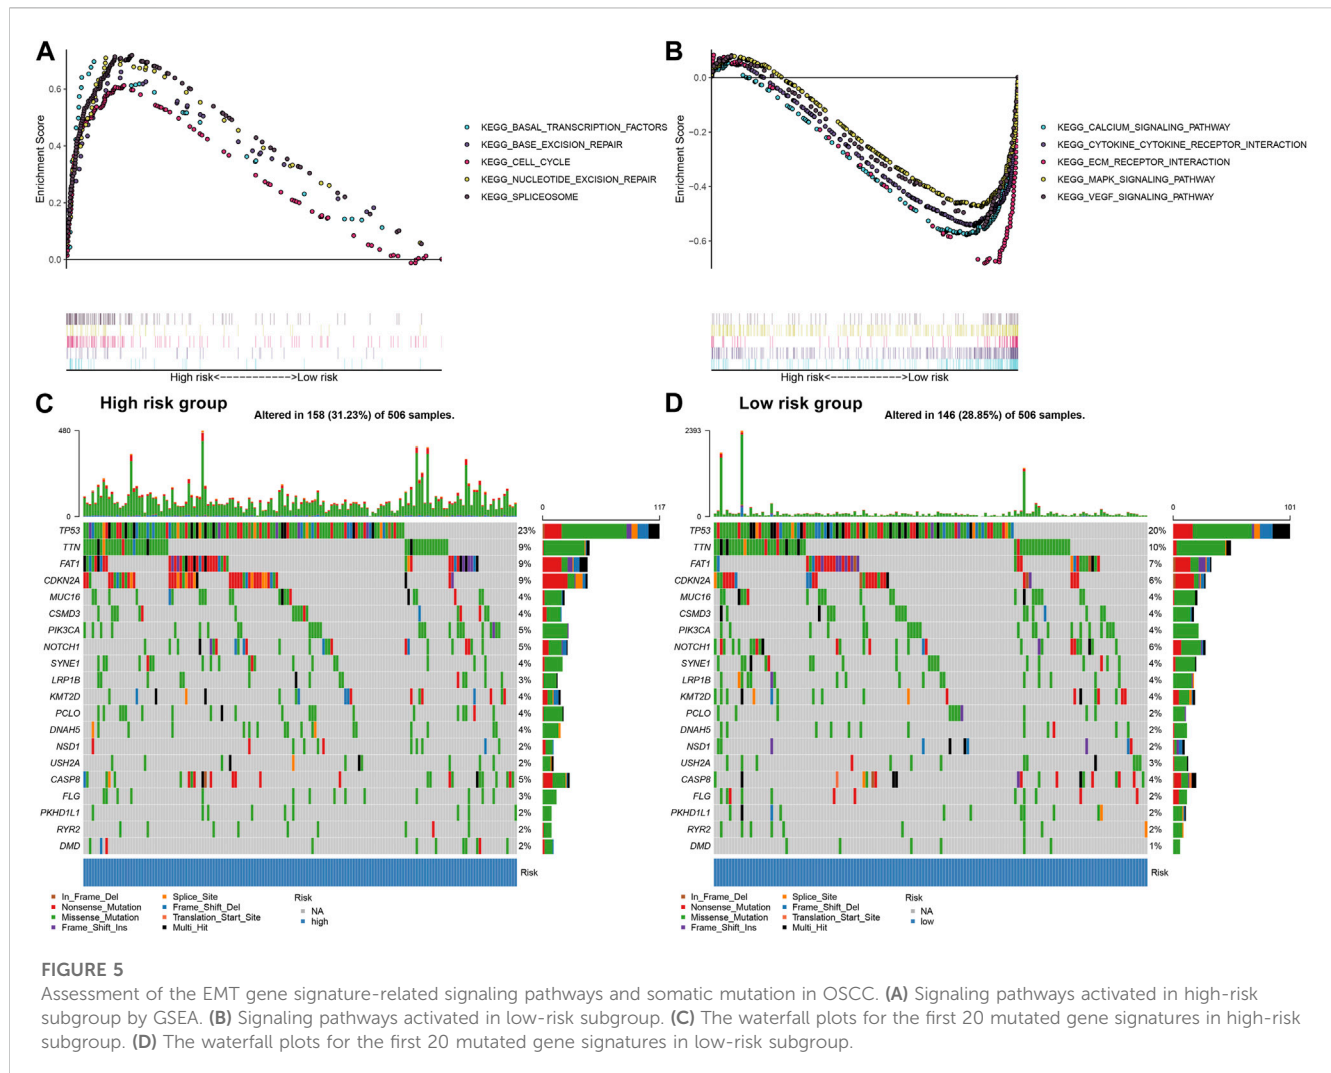 A
Enrichment Score
0.6
0.4
0.2
0.0
KEGG_BASAL_TRANSCRIPTION_FACTORS
KEGG_BASE_EXCISION_REPAIR
KEGG_CELL_CYCLE
KEGG_NUCLEOTIDE_EXCISION_REPAIR
KEGG_SPLICEOSOME
High risk<----------->Low risk
B
Enrichment Score
0.0
−0.2
−0.4
−0.6
KEGG_CALCIUM_SIGNALING_PATHWAY
KEGG_CYTOKINE_CYTOKINE_RECEPTOR_INTERACTION
KEGG_ECM_RECEPTOR_INTERACTION
KEGG_MAPK_SIGNALING_PATHWAY
KEGG_VEGF_SIGNALING_PATHWAY
High risk<----------->Low risk
C
High risk group
Altered in 158 (31.23%) of 506 samples.
480
0
0 117
TP53 23%
TTN 9%
FAT1 9%
CDKN2A 9%
MUC16 4%
CSMD3 4%
PIK3CA 5%
NOTCH1 5%
SYNE1 4%
LRP1B 3%
KMT2D 4%
PCLO 4%
DNAH5 4%
NSD1 2%
USH2A 2%
CASP8 5%
FLG 3%
PKHD1L1 2%
RYR2 2%
DMD 2%
Risk
In_Frame_Del
Nonsense_Mutation
Missense_Mutation
Frame_Shift_Ins
Splice_Site
Frame_Shift_Del
Translation_Start_Site
Multi_Hit
Risk
NA
high
D
Low risk group
Altered in 146 (28.85%) of 506 samples.
2393
0
0 101
TP53 20%
TTN 10%
FAT1 7%
CDKN2A 6%
MUC16 4%
CSMD3 4%
PIK3CA 4%
NOTCH1 6%
SYNE1 4%
LRP1B 4%
KMT2D 4%
PCLO 2%
DNAH5 2%
NSD1 2%
USH2A 3%
CASP8 4%
FLG 2%
PKHD1L1 2%
RYR2 2%
DMD 1%
Risk
In_Frame_Del
Nonsense_Mutation
Missense_Mutation
Frame_Shift_Ins
Splice_Site
Frame_Shift_Del
Translation_Start_Site
Multi_Hit
Risk
NA
low
FIGURE 5
Assessment of the EMT gene signature-related signaling pathways and somatic mutation in OSCC. (A) Signaling pathways activated in high-risk
subgroup by GSEA. (B) Signaling pathways activated in low-risk subgroup. (C) The waterfall plots for the first 20 mutated gene signatures in high-risk
subgroup. (D) The waterfall plots for the first 20 mutated gene signatures in low-risk subgroup.